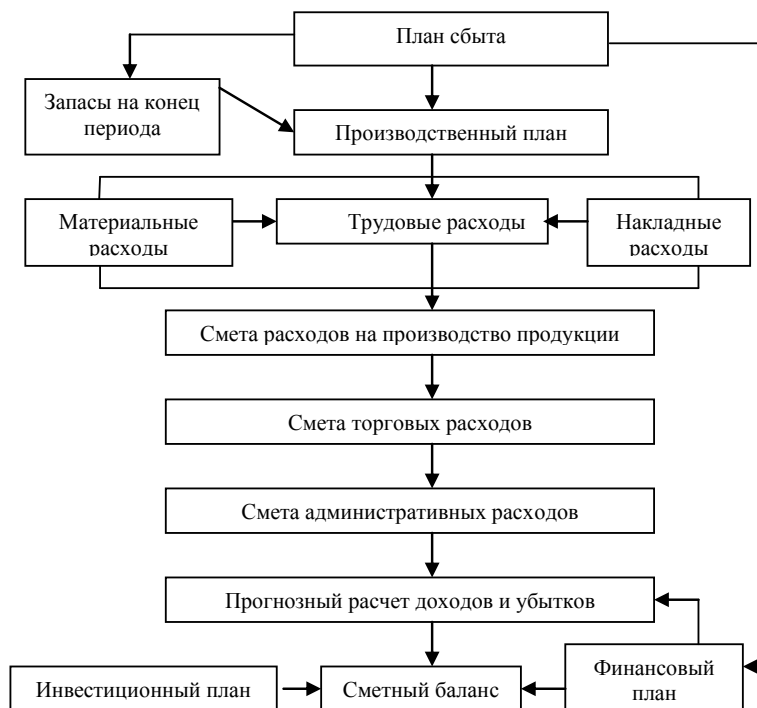 План сбыта
Запасы на конец
периода
Производственный план
Материальные
расходы
Трудовые расходы
Накладные
расходы
Смета расходов на производство продукции
Смета торговых расходов
Смета административных расходов
Прогнозный расчет доходов и убытков
Инвестиционный план
Сметный баланс
Финансовый
план